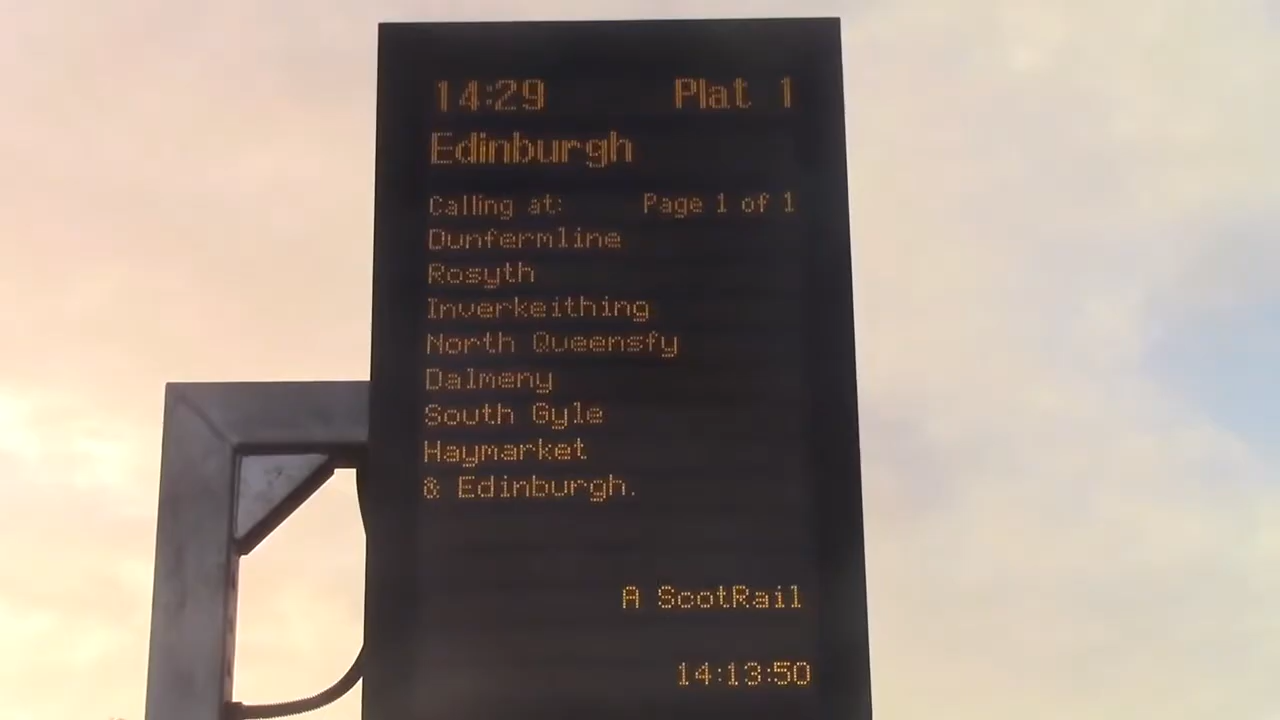 14:29 Plat 1
Edinburgh
Calling at: Page 1 of 1
Dunfermline
Rosyth
Inverkeithing
North Queensfy
Dalmeny
South Gyle
Haymarket
& Edinburgh.
A ScotRail
14:13:50